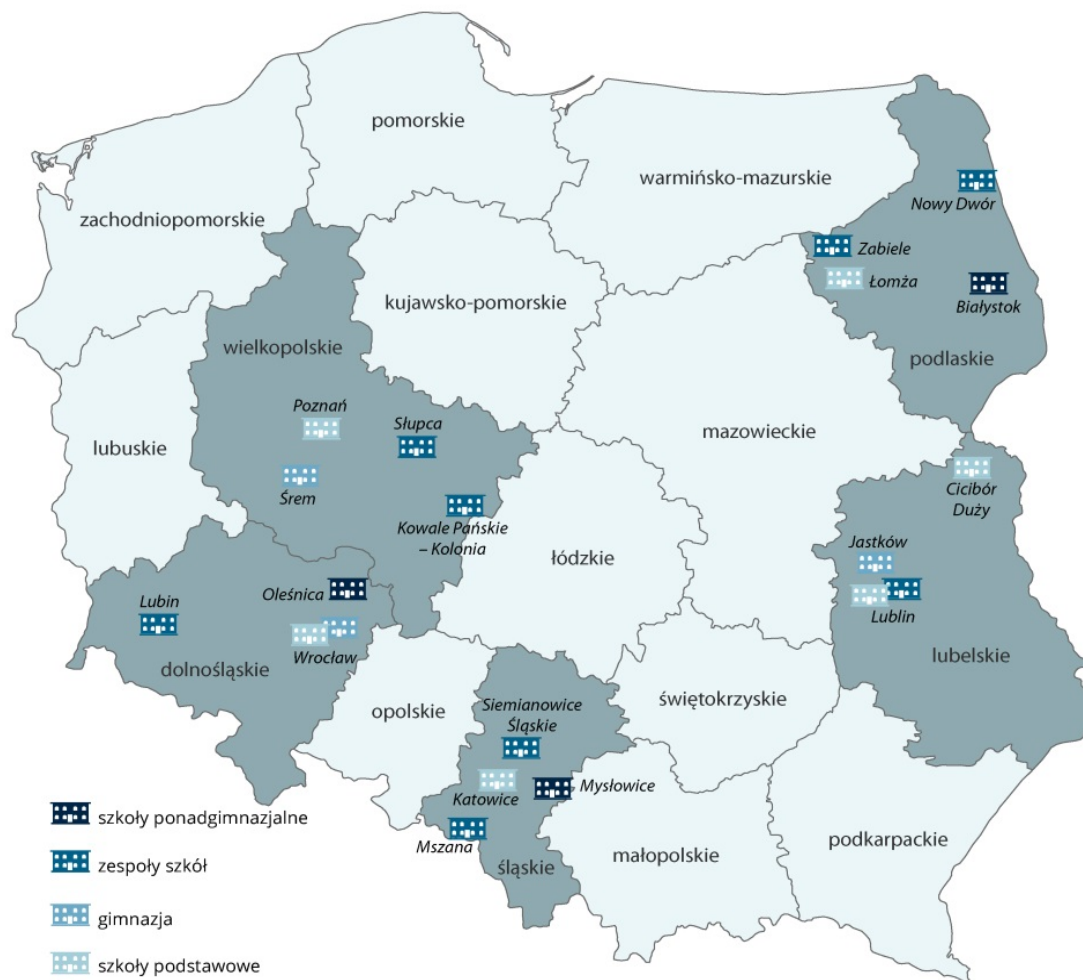 pomorskie
warmińsko-mazurskie
zachodniopomorskie
Nowy Dwór
Zabiele
Łomża
kujawsko-pomorskie
Białystok
wielkopolskie
podlaskie
Poznań
Słupca
mazowieckie
lubuskie
Śrem
Cicibór
Duży
Kowale Pańskie
– Kolonia
Jastków
łódzkie
Oleśnica
Lubin
Lublin
Wrocław
dolnośląskie
lubelskie
świętokrzyskie
opolskie
Siemianowice
Śląskie
Katowice
Mysłowice
Mszana
małopolskie
podkarpackie
śląskie
szkoły ponadgimnazjalne
zespoły szkół
gimnazja
szkoły podstawowe